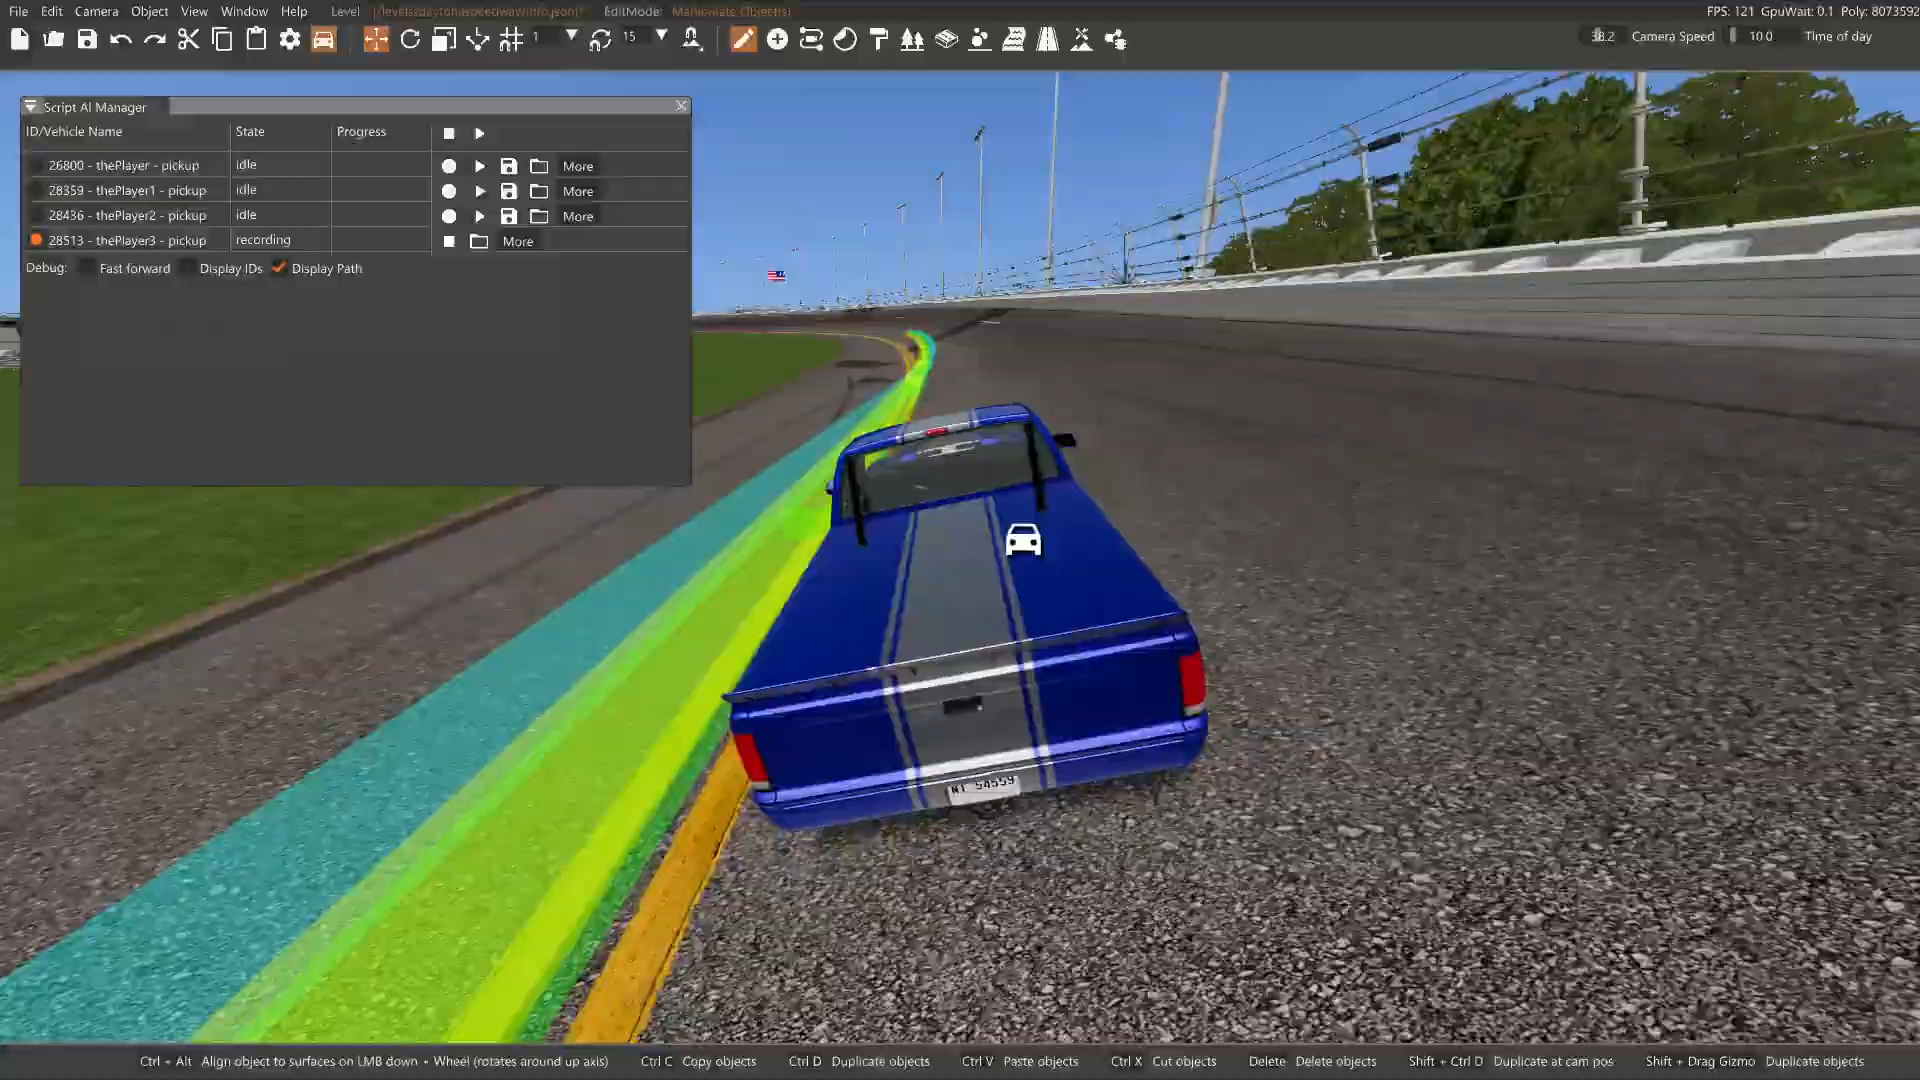 File Edit Camera Object View Window Help Level EditMode: Manipulate Object(s) FPS: 121 GpuWait: 0.1 Poly: 8073592
1 15 38.2 Camera Speed 10.0 Time of day
Script AI Manager
ID/Vehicle Name State Progress
26800 - thePlayer - pickup idle More
28359 - thePlayer1 - pickup idle More
28436 - thePlayer2 - pickup idle More
28513 - thePlayer3 - pickup recording More
Debug: Fast forward Display IDs Display Path
54559
Ctrl + Alt Align object to surfaces on LMB down • Wheel (rotates around up axis) Ctrl C Copy objects Ctrl D Duplicate objects Ctrl V Paste objects Ctrl X Cut objects Delete Delete objects Shift + Ctrl D Duplicate at cam pos Shift + Drag Gizmo Duplicate objects